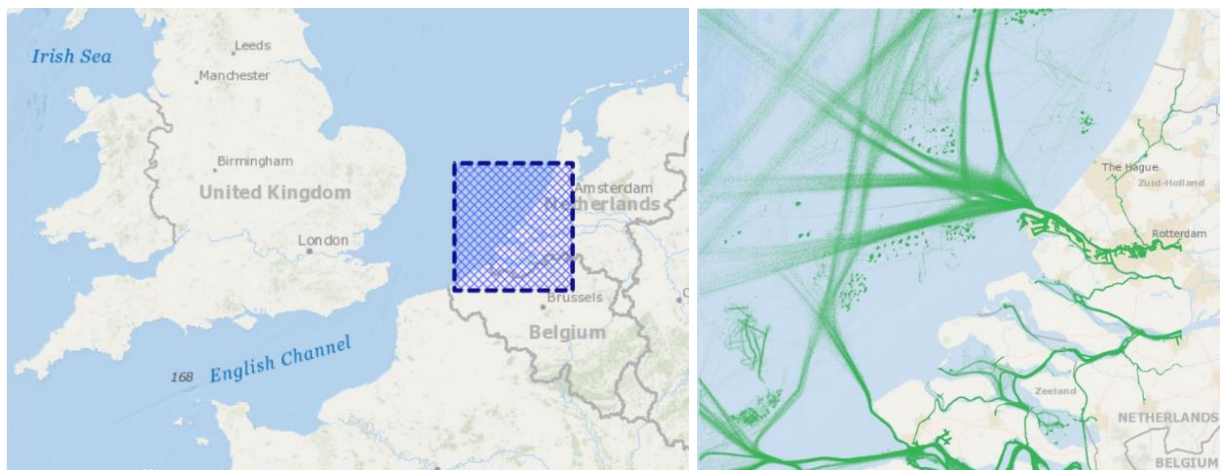 Irish Sea
Leeds
Manchester
Birmingham
United Kingdom
London
168
English Channel
Amsterdam
Netherlands
Brussels
Belgium
The Hague
Zuid-Holland
Rotterdam
Zeeland
NETHERLANDS
BELGIUM